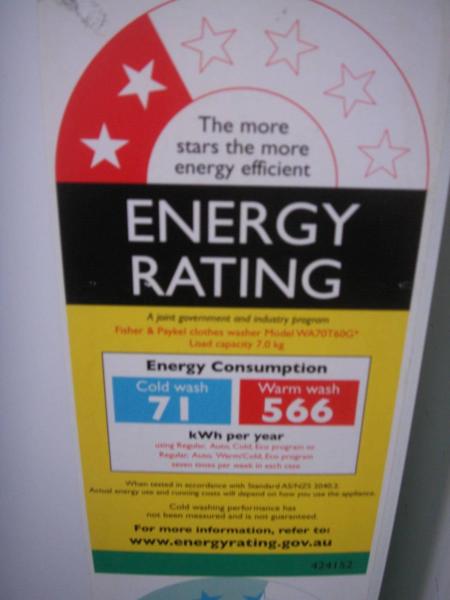 The more
stars the more
energy efficient
ENERGY
RATING
A joint government and industry program
Fisher & Paykel clothes washer Model WA70T60G*
Load capacity 7.0 kg
Energy Consumption
Cold wash
71
Warm wash
566
kWh per year
using Regular, Auto, Cold, Eco program or
Regular, Auto, Warm/Cold, Eco program
seven times per week in each case
When tested in accordance with Standard AS/NZS 2040.2.
Actual energy use and running costs will depend on how you use the appliance.
Cold washing performance has
not been measured and is not guaranteed.
For more information, refer to:
www.energyrating.gov.au
424152